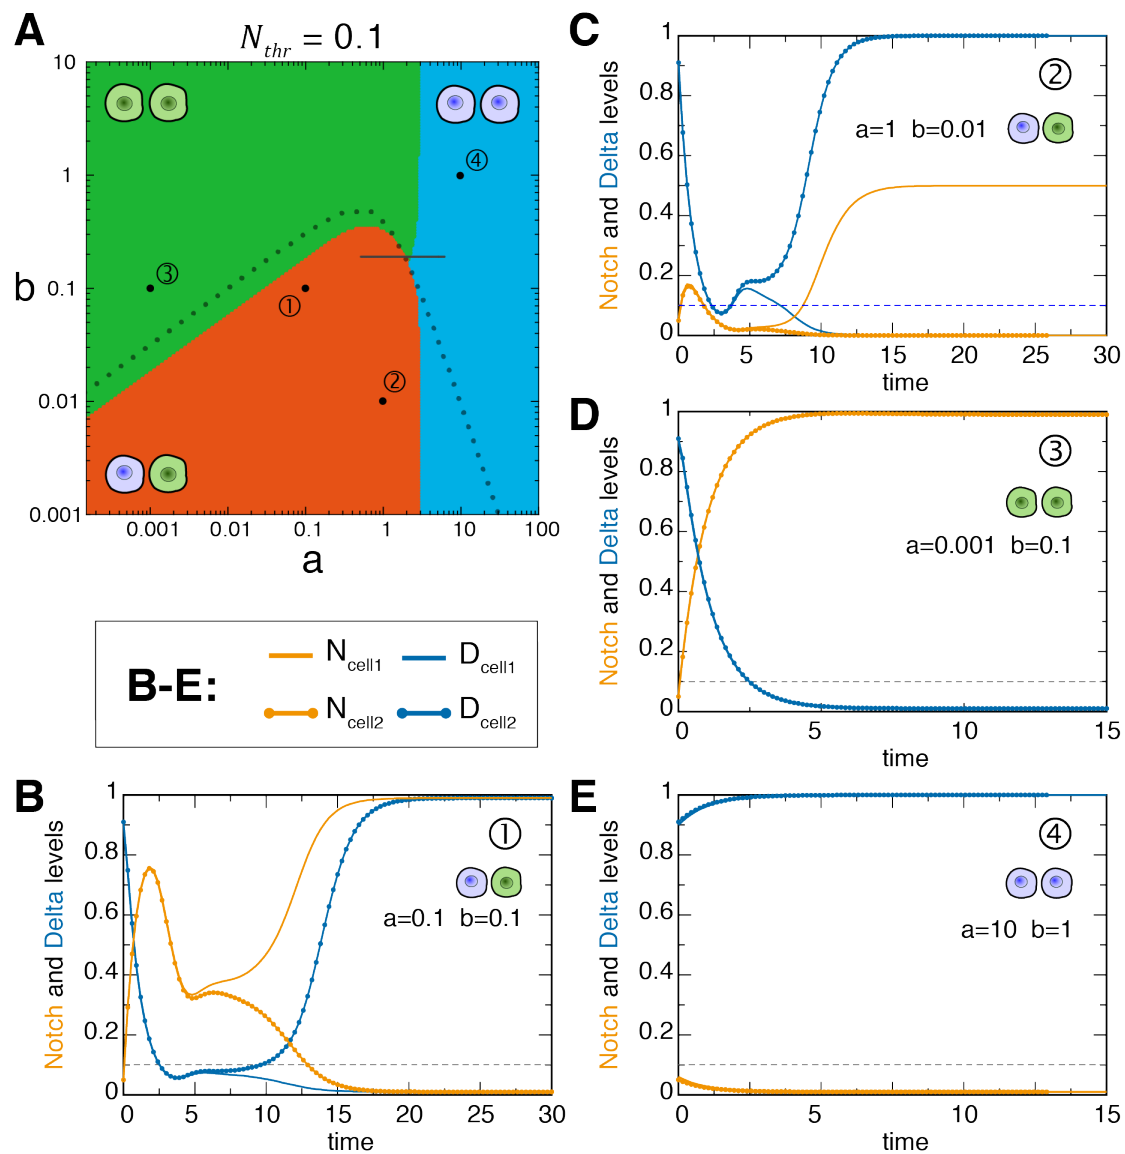 A
N_thr = 0.1
10
1
b
0.1
0.01
0.001
④
③
①
②
0.001 0.01 0.1 1 10 100
a
B-E:
N_cell1 D_cell1
N_cell2 D_cell2
B
Notch and Delta levels
1
0.8
0.6
0.4
0.2
0
①
a=0.1 b=0.1
0 5 10 15 20 25 30
time
C
Notch and Delta levels
1
0.8
0.6
0.4
0.2
0
②
a=1 b=0.01
0 5 10 15 20 25 30
time
D
Notch and Delta levels
1
0.8
0.6
0.4
0.2
0
③
a=0.001 b=0.1
0 5 10 15
time
E
Notch and Delta levels
1
0.8
0.6
0.4
0.2
0
④
a=10 b=1
0 5 10 15
time